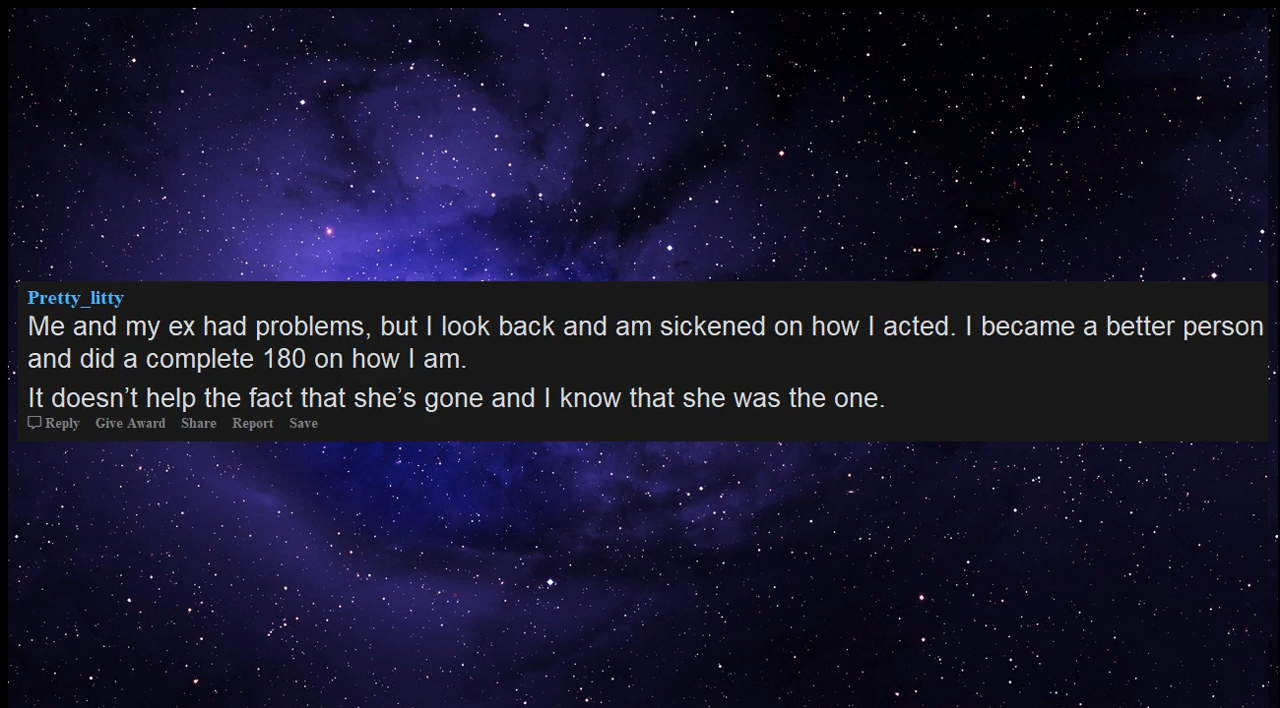 Pretty_litty
Me and my ex had problems, but I look back and am sickened on how I acted. I became a better person
and did a complete 180 on how I am.
It doesn’t help the fact that she’s gone and I know that she was the one.
Reply Give Award Share Report Save